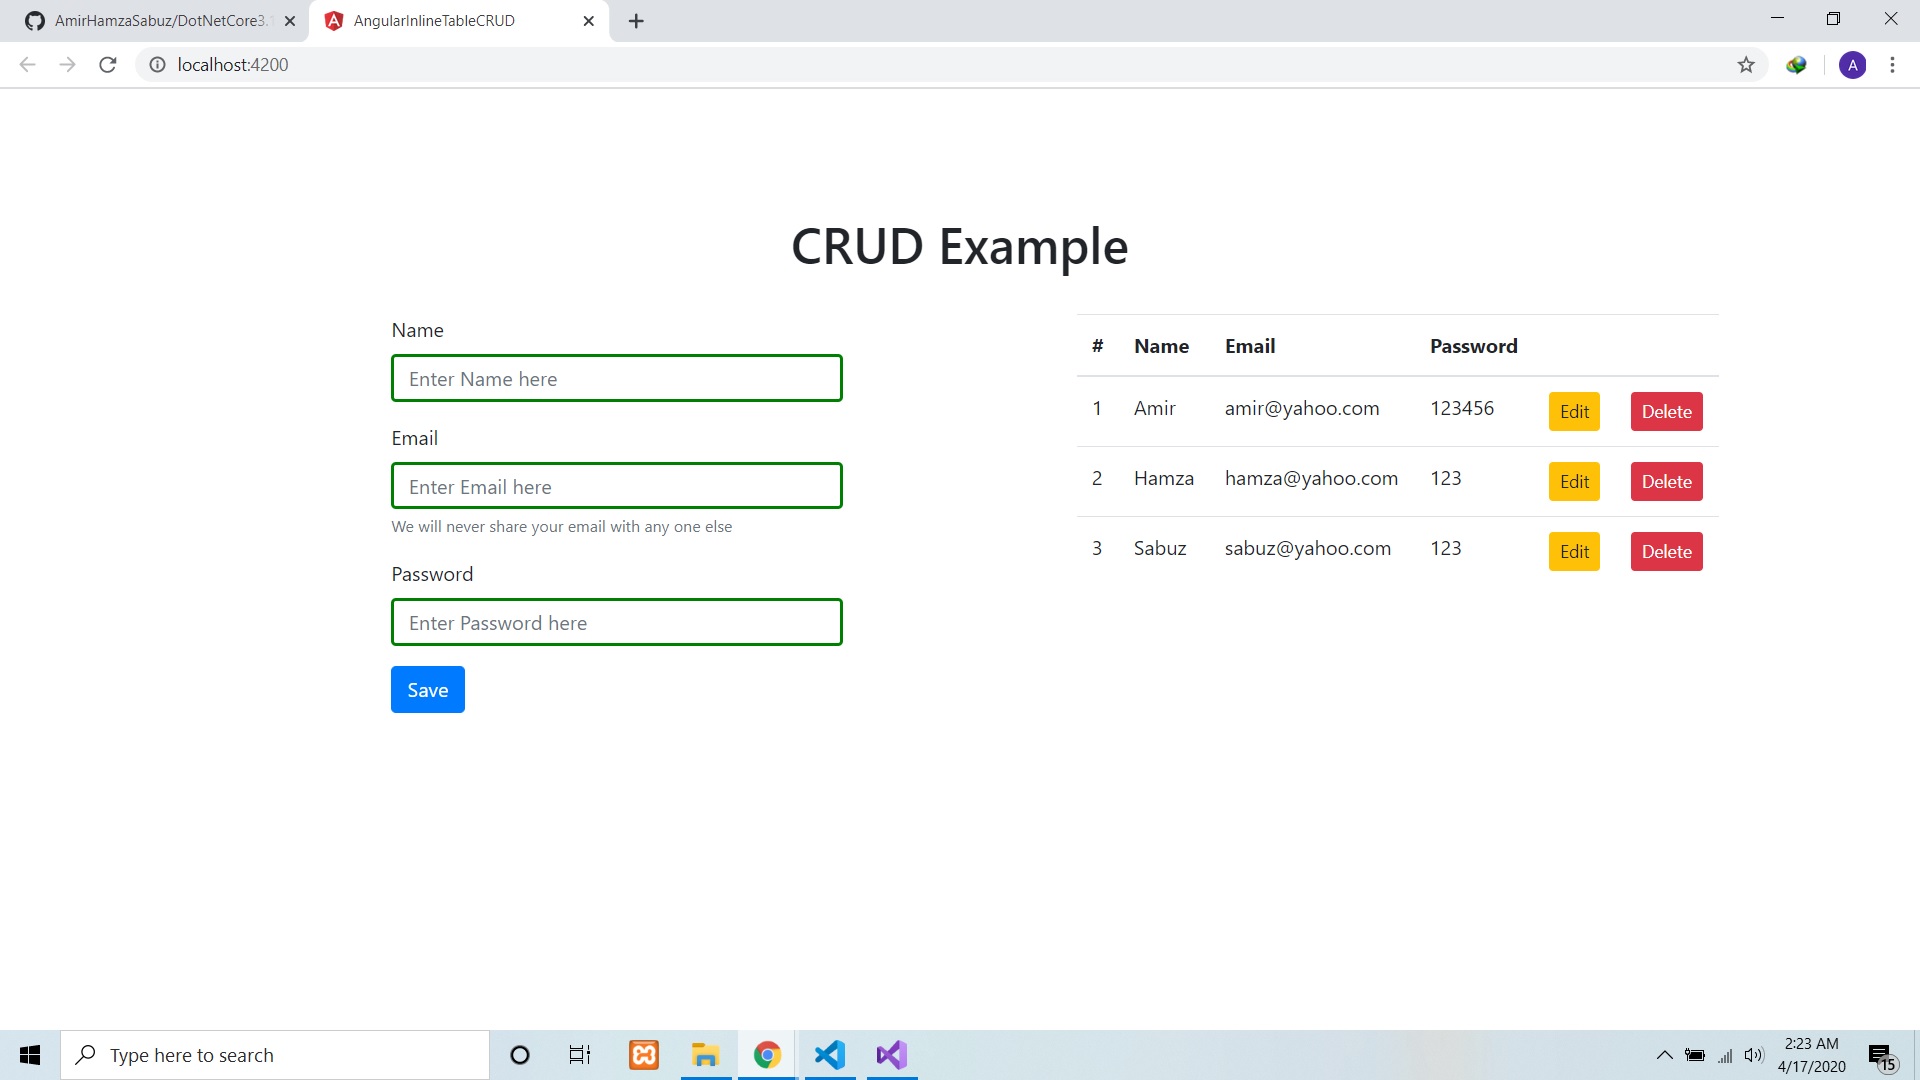 AmirHamzaSabuz/DotNetCore3.1
AngularInlineTableCRUD
localhost:4200
A
CRUD Example
Name
Enter Name here
Email
Enter Email here
We will never share your email with any one else
Password
Enter Password here
Save
# Name Email Password
1 Amir amir@yahoo.com 123456 Edit Delete
2 Hamza hamza@yahoo.com 123 Edit Delete
3 Sabuz sabuz@yahoo.com 123 Edit Delete
Type here to search
2:23 AM
4/17/2020
15